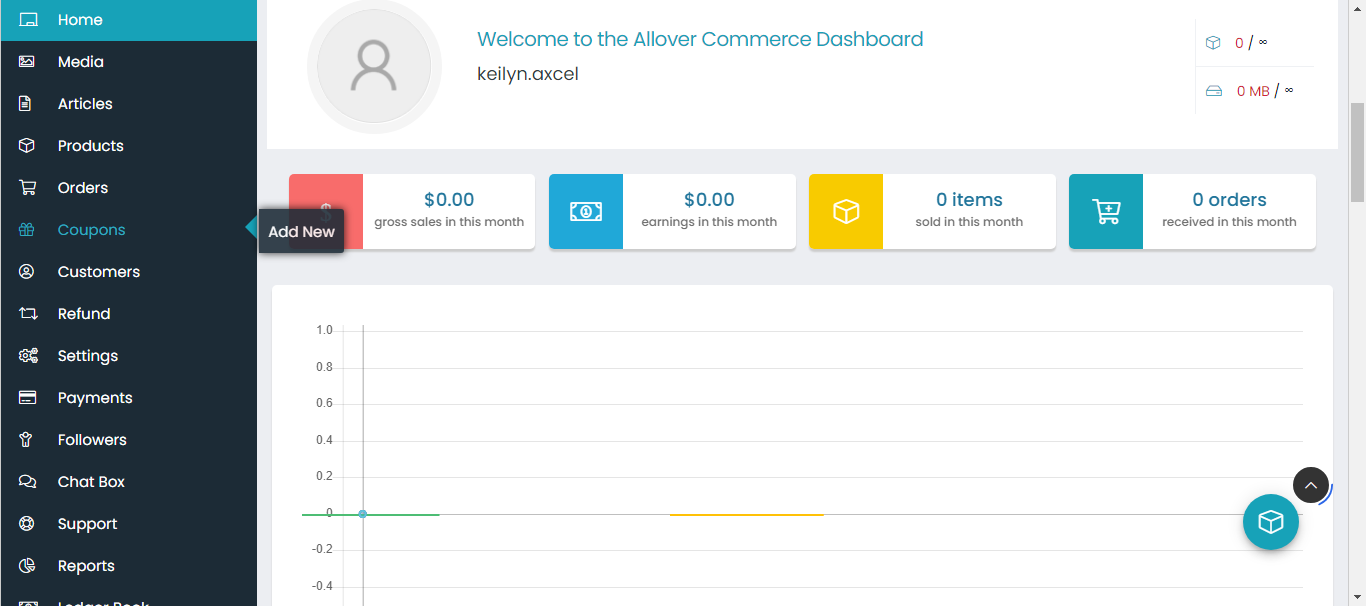 Home
Media
Articles
Products
Orders
Coupons
Add New
Customers
Refund
Settings
Payments
Followers
Chat Box
Support
Reports
Ledger Book
Welcome to the Allover Commerce Dashboard
keilyn.axcel
0 / ∞
0 MB / ∞
$
$0.00
gross sales in this month
$0.00
earnings in this month
0 items
sold in this month
0 orders
received in this month
1.0
0.8
0.6
0.4
0.2
0
-0.2
-0.4